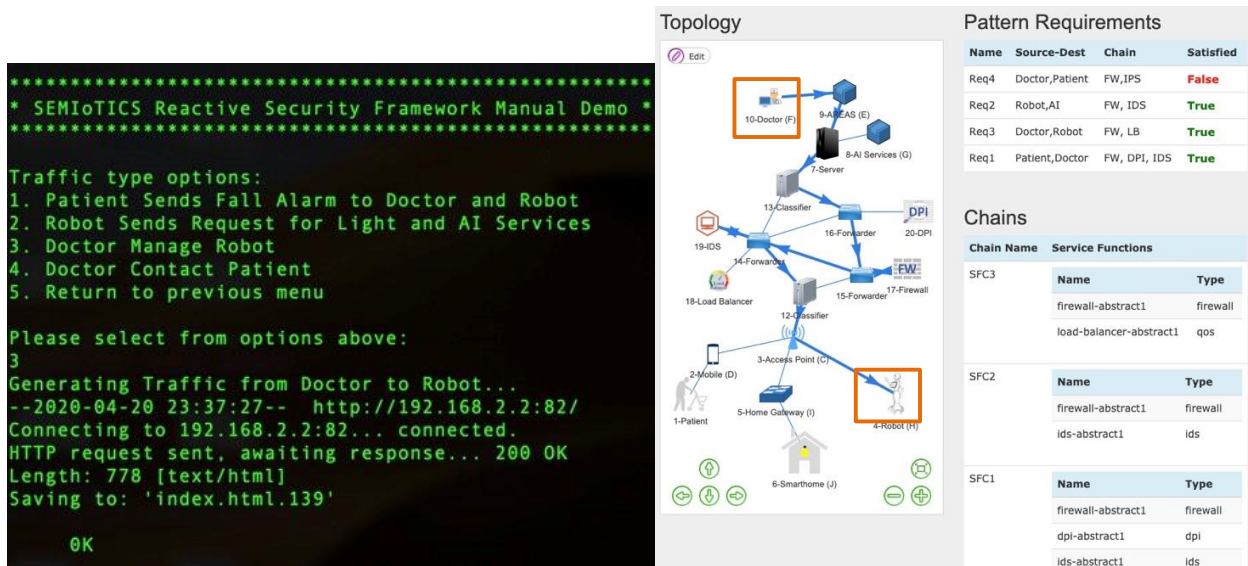 *******************************************************
* SEMIoTICS Reactive Security Framework Manual Demo *
*******************************************************
Traffic type options:
1. Patient Sends Fall Alarm to Doctor and Robot
2. Robot Sends Request for Light and AI Services
3. Doctor Manage Robot
4. Doctor Contact Patient
5. Return to previous menu
Please select from options above:
3
Generating Traffic from Doctor to Robot...
--2020-04-20 23:37:27--  http://192.168.2.2:82/
Connecting to 192.168.2.2:82... connected.
HTTP request sent, awaiting response... 200 OK
Length: 778 [text/html]
Saving to: 'index.html.139'
0K
Topology
Edit
10-Doctor (F)
9-AREAS (E)
8-AI Services (G)
7-Server
13-Classifier
DPI
16-Forwarder
20-DPI
19-IDS
14-Forwarder
FW
15-Forwarder
17-Firewall
18-Load Balancer
12-Classifier
3-Access Point (C)
2-Mobile (D)
1-Patient
5-Home Gateway (I)
4-Robot (H)
6-Smarthome (J)
Pattern Requirements
Name Source-Dest Chain Satisfied
Req4 Doctor,Patient FW,IPS False
Req2 Robot,AI FW, IDS True
Req3 Doctor,Robot FW, LB True
Req1 Patient,Doctor FW, DPI, IDS True
Chains
Chain Name Service Functions
SFC3
Name Type
firewall-abstract1 firewall
load-balancer-abstract1 qos
SFC2
Name Type
firewall-abstract1 firewall
ids-abstract1 ids
SFC1
Name Type
firewall-abstract1 firewall
dpi-abstract1 dpi
ids-abstract1 ids